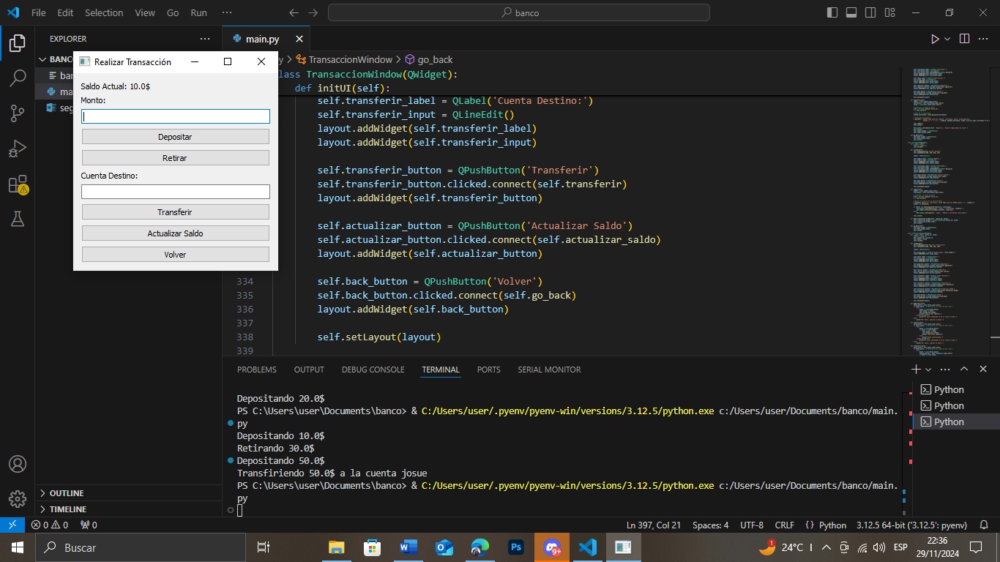 File Edit Selection View Go Run ···
banco
EXPLORER ···
main.py
BANC
ban
ma
seg
y > TransaccionWindow > go_back
lass TransaccionWindow(QWidget):
def initUI(self):
self.transferir_label = QLabel('Cuenta Destino:')
self.transferir_input = QLineEdit()
layout.addWidget(self.transferir_label)
layout.addWidget(self.transferir_input)
self.transferir_button = QPushButton('Transferir')
self.transferir_button.clicked.connect(self.transferir)
layout.addWidget(self.transferir_button)
self.actualizar_button = QPushButton('Actualizar Saldo')
self.actualizar_button.clicked.connect(self.actualizar_saldo)
layout.addWidget(self.actualizar_button)
334 self.back_button = QPushButton('Volver')
335 self.back_button.clicked.connect(self.go_back)
336 layout.addWidget(self.back_button)
337
338 self.setLayout(layout)
339
Realizar Transacción
Saldo Actual: 10.0$
Monto:
Depositar
Retirar
Cuenta Destino:
Transferir
Actualizar Saldo
Volver
PROBLEMS OUTPUT DEBUG CONSOLE TERMINAL PORTS SERIAL MONITOR
Depositando 20.0$
PS C:\Users\user\Documents\banco> & C:/Users/user/.pyenv/pyenv-win/versions/3.12.5/python.exe c:/Users/user/Documents/banco/main.
py
Depositando 10.0$
Retirando 30.0$
Depositando 50.0$
Transfiriendo 50.0$ a la cuenta josue
PS C:\Users\user\Documents\banco> & C:/Users/user/.pyenv/pyenv-win/versions/3.12.5/python.exe c:/Users/user/Documents/banco/main.
py
Python
Python
Python
OUTLINE
TIMELINE
0 0 0 Ln 397, Col 21 Spaces: 4 UTF-8 CRLF {} Python 3.12.5 64-bit ('3.12.5': pyenv)
Buscar
W
Ps
9+
1
24°C
ESP
22:36
29/11/2024